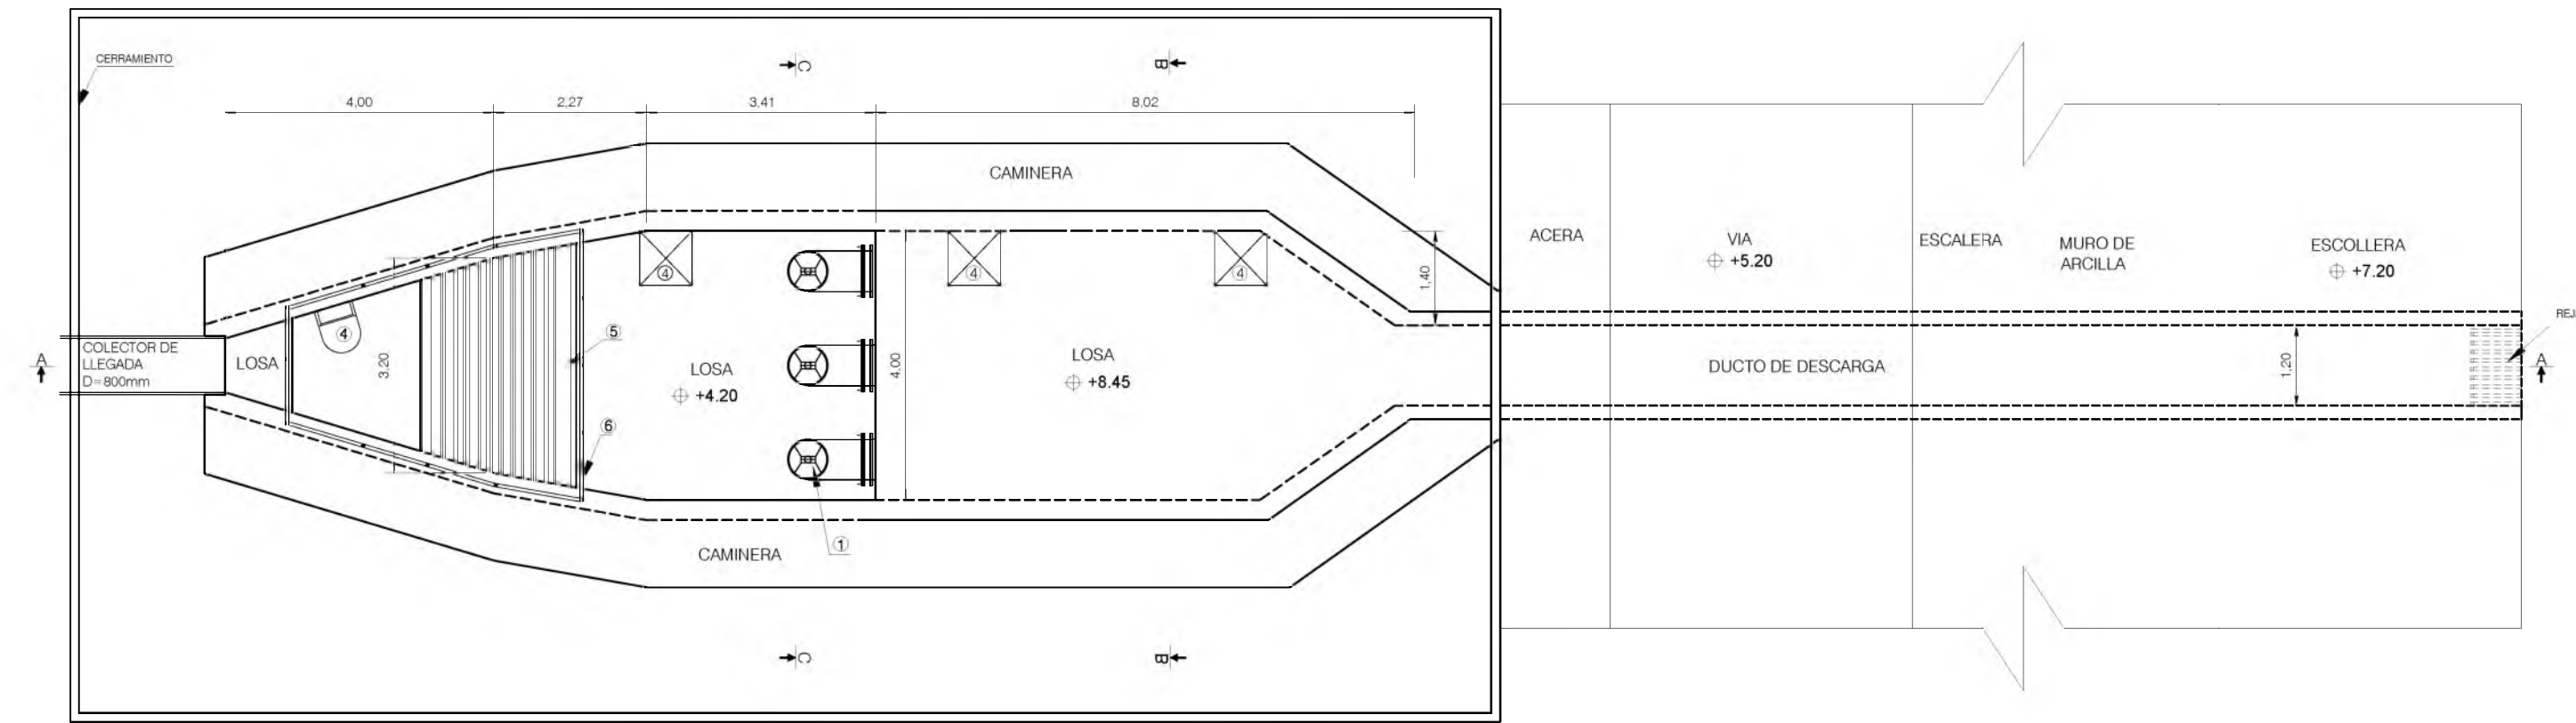 CERRAMIENTO
C
B
4,00
2,27
3,41
8,02
CAMINERA
ACERA
VIA
+5.20
ESCALERA
MURO DE
ARCILLA
ESCOLLERA
+7.20
4
4
4
1,40
4
5
3,20
4,00
COLECTOR DE
LLEGADA
D=800mm
LOSA
LOSA
+4.20
LOSA
+8.45
DUCTO DE DESCARGA
1,20
REJ
A
A
6
1
CAMINERA
C
B